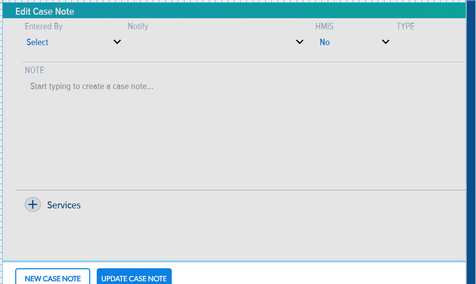 Edit Case Note
Entered By Notify HMIS TYPE
Select No
NOTE
Start typing to create a case note...
Services
NEW CASE NOTE UPDATE CASE NOTE